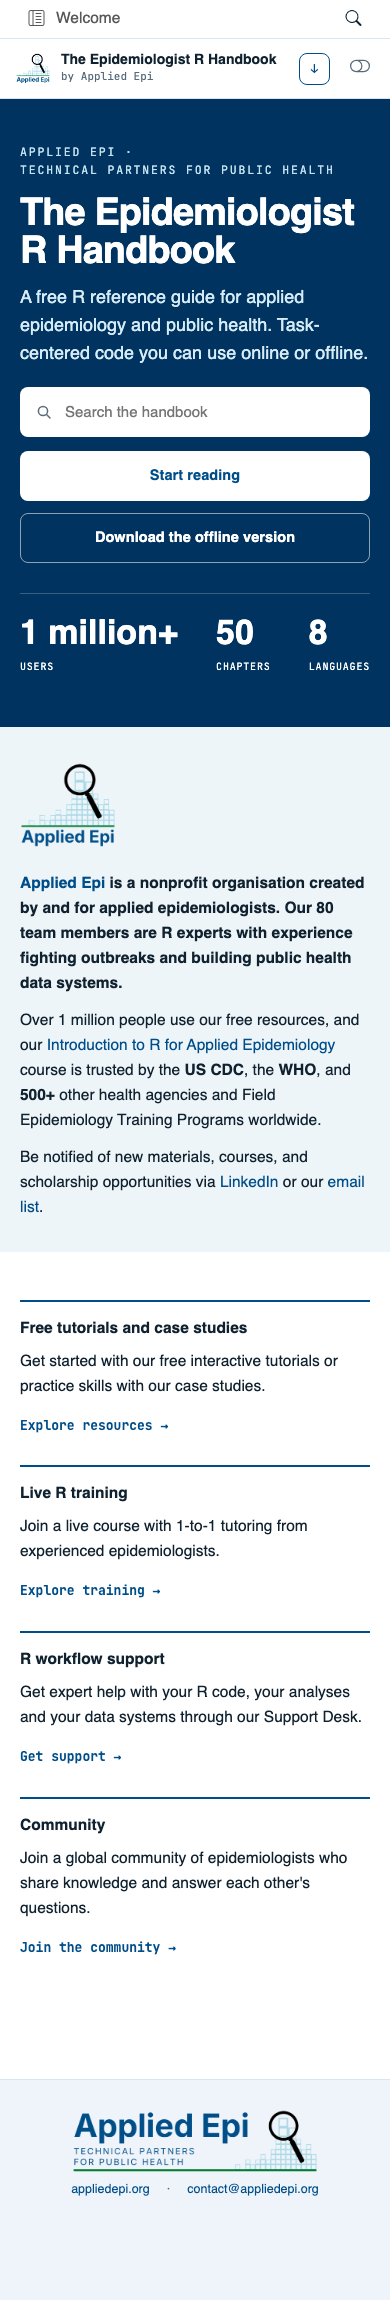 Welcome
The Epidemiologist R Handbook
by Applied Epi
Applied Epi
APPLIED EPI ·
TECHNICAL PARTNERS FOR PUBLIC HEALTH
The Epidemiologist
R Handbook
A free R reference guide for applied
epidemiology and public health. Task-
centered code you can use online or offline.
Search the handbook
Start reading
Download the offline version
1 million+ 50 8
USERS CHAPTERS LANGUAGES
Applied Epi
Applied Epi is a nonprofit organisation created
by and for applied epidemiologists. Our 80
team members are R experts with experience
fighting outbreaks and building public health
data systems.
Over 1 million people use our free resources, and
our Introduction to R for Applied Epidemiology
course is trusted by the US CDC, the WHO, and
500+ other health agencies and Field
Epidemiology Training Programs worldwide.
Be notified of new materials, courses, and
scholarship opportunities via LinkedIn or our email
list.
Free tutorials and case studies
Get started with our free interactive tutorials or
practice skills with our case studies.
Explore resources →
Live R training
Join a live course with 1-to-1 tutoring from
experienced epidemiologists.
Explore training →
R workflow support
Get expert help with your R code, your analyses
and your data systems through our Support Desk.
Get support →
Community
Join a global community of epidemiologists who
share knowledge and answer each other's
questions.
Join the community →
Applied Epi
TECHNICAL PARTNERS
FOR PUBLIC HEALTH
appliedepi.org · contact@appliedepi.org